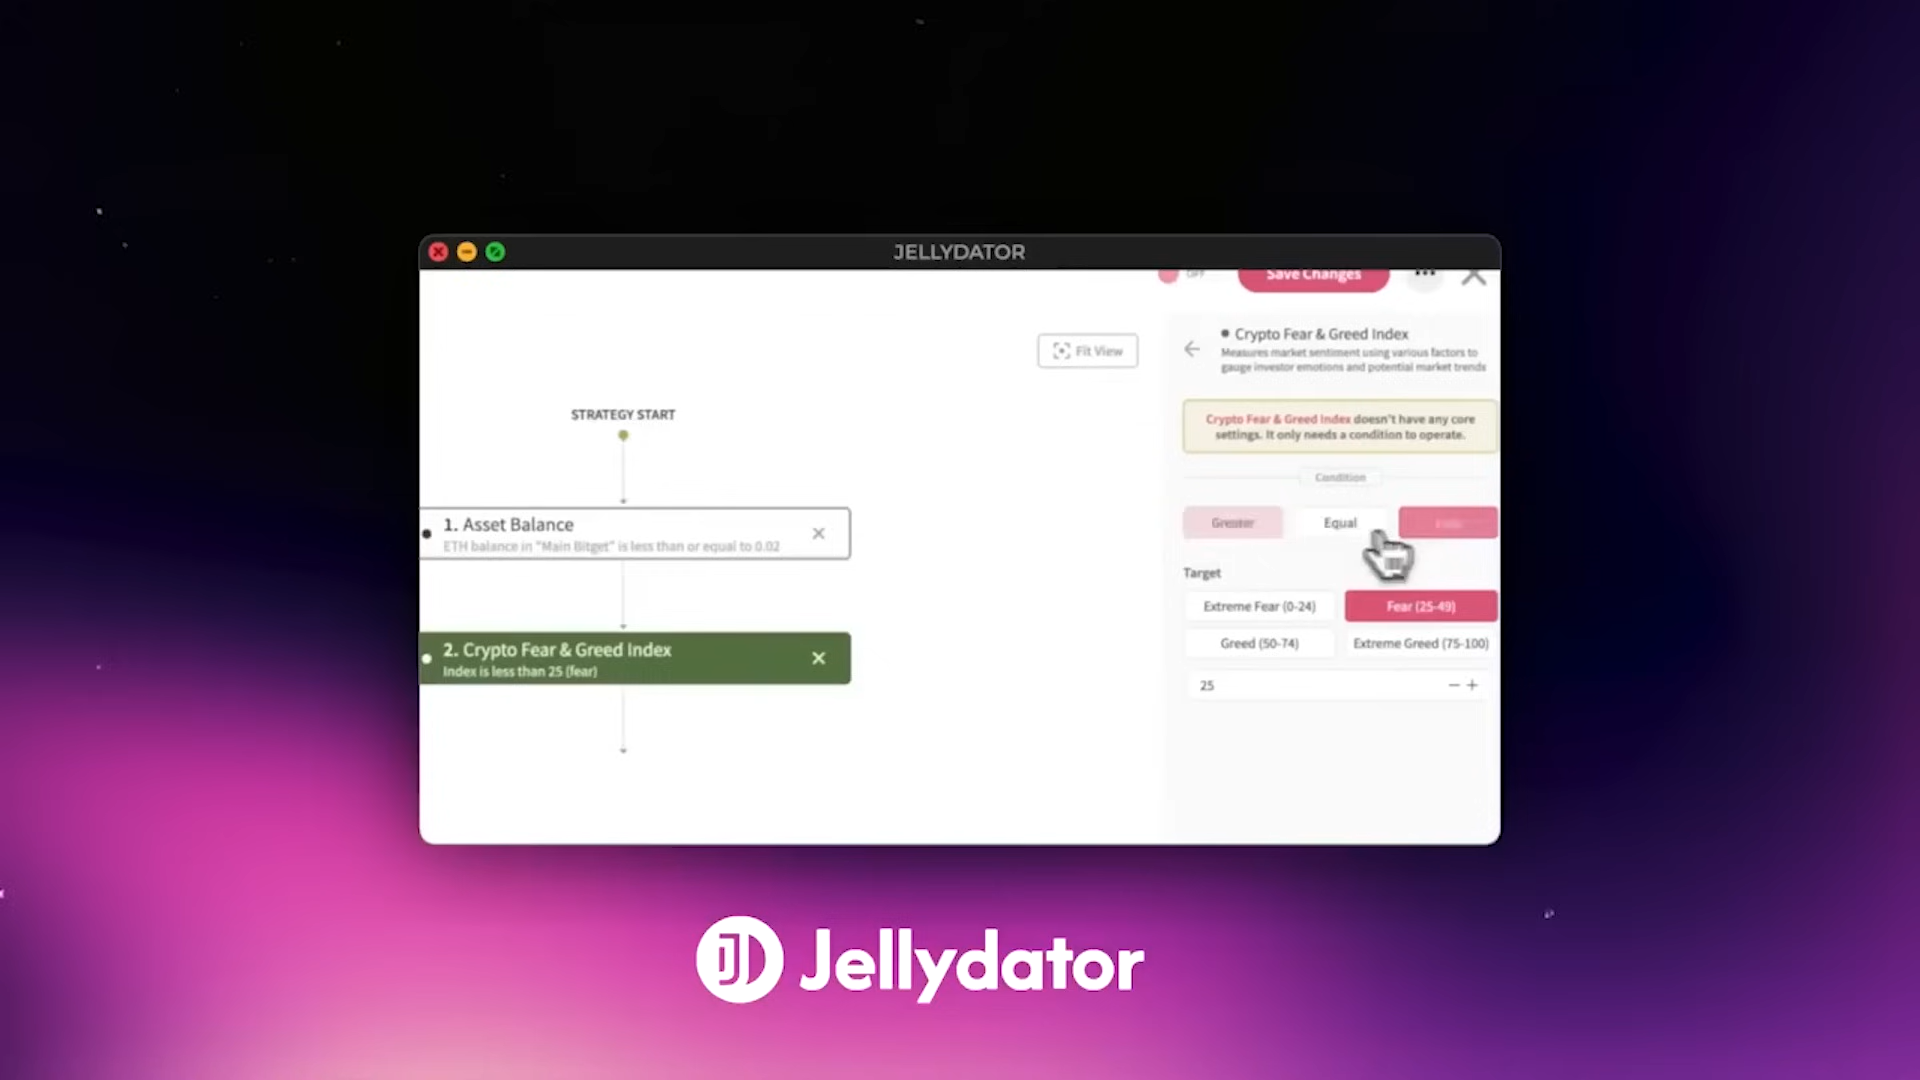 JELLYDATOR
OFF
Save Changes
Fit View
Crypto Fear & Greed Index
Measures market sentiment using various factors to
gauge investor emotions and potential market trends
Crypto Fear & Greed Index doesn't have any core
settings. It only needs a condition to operate.
Condition
Greater
Equal
Target
Extreme Fear (0-24)
Fear (25-49)
Greed (50-74)
Extreme Greed (75-100)
25
STRATEGY START
1. Asset Balance
ETH balance in "Main Bitget" is less than or equal to 0.02
2. Crypto Fear & Greed Index
Index is less than 25 (fear)
Jellydator